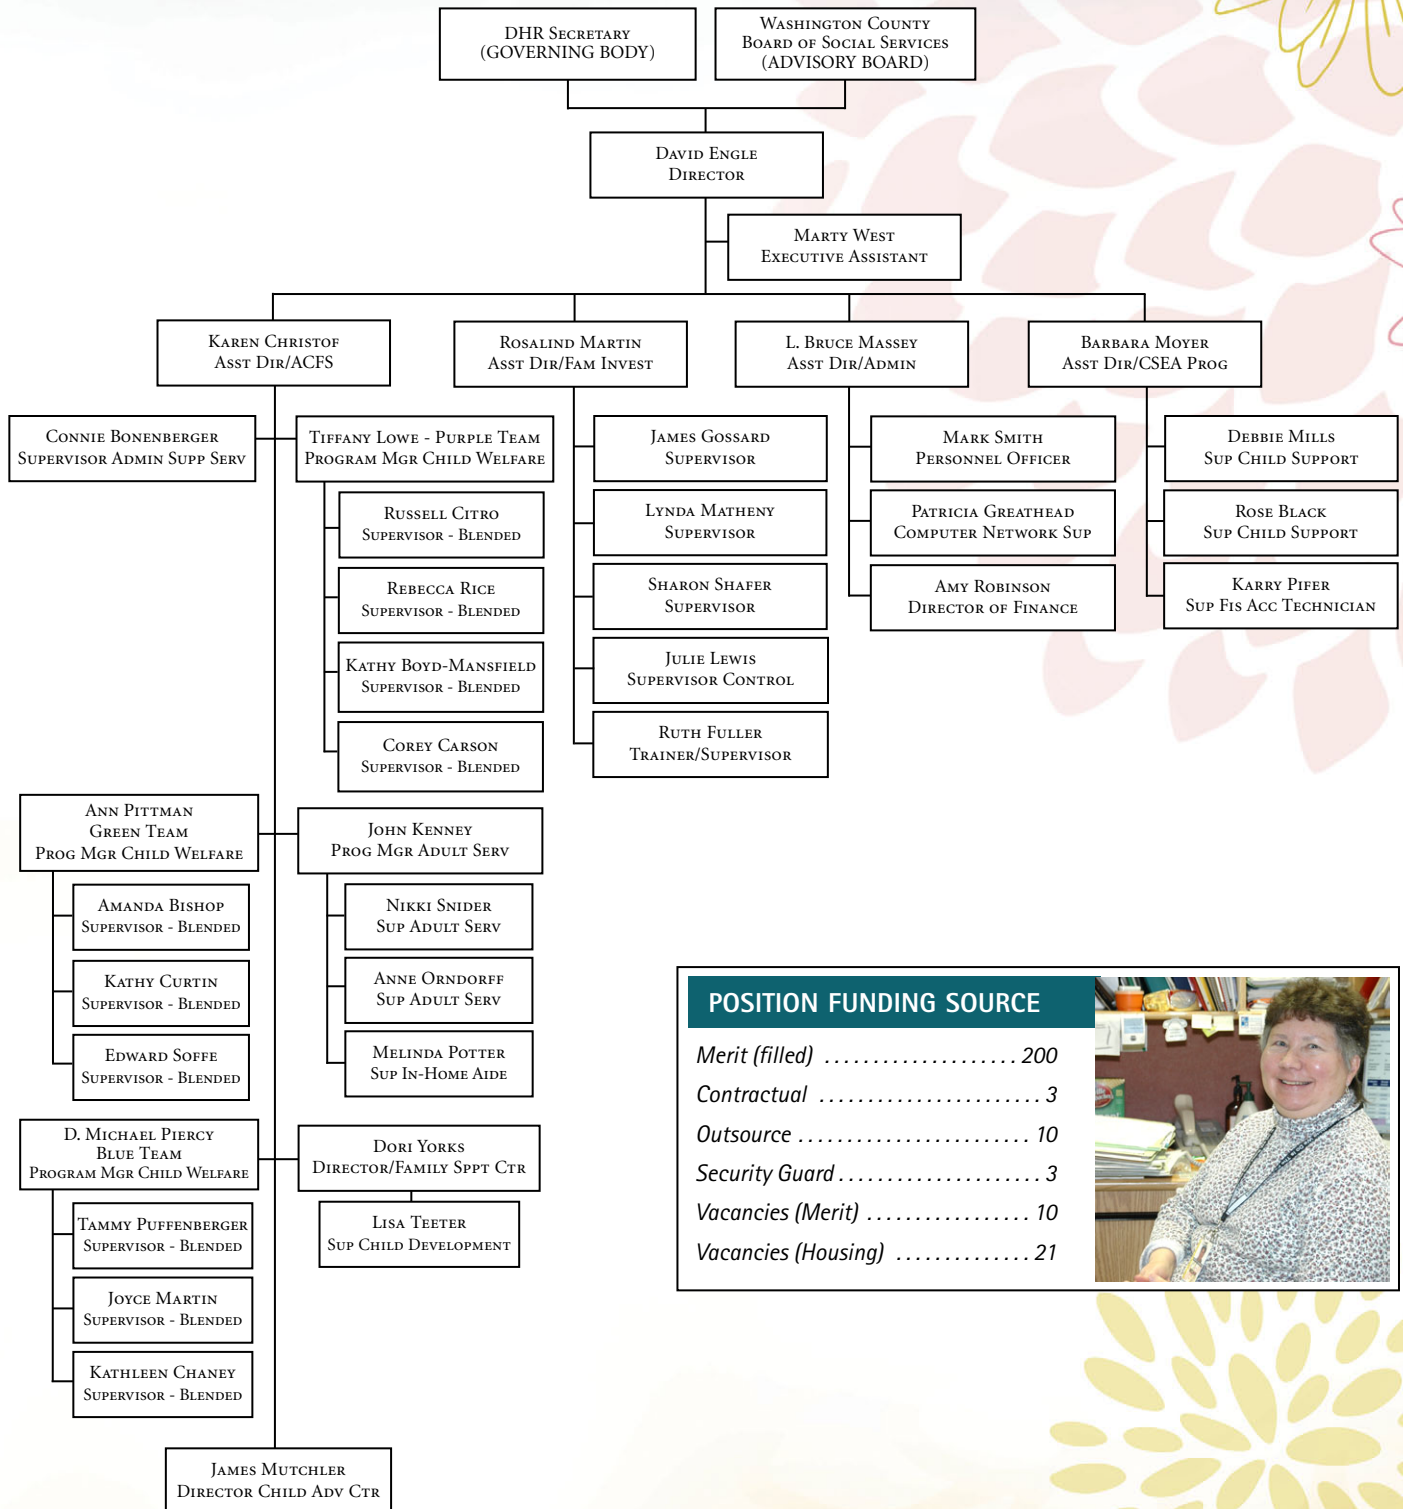 DHR Secretary
(GOVERNING BODY)
Washington County
Board of Social Services
(ADVISORY BOARD)
David Engle
Director
Marty West
Executive Assistant
Karen Christof
Asst Dir/ACFS
Rosalind Martin
Asst Dir/Fam Invest
L. Bruce Massey
Asst Dir/Admin
Barbara Moyer
Asst Dir/CSEA Prog
Connie Bonenberger
Supervisor Admin Supp Serv
Tiffany Lowe - Purple Team
Program Mgr Child Welfare
Russell Citro
Supervisor - Blended
Rebecca Rice
Supervisor - Blended
Kathy Boyd-Mansfield
Supervisor - Blended
Corey Carson
Supervisor - Blended
James Gossard
Supervisor
Lynda Matheny
Supervisor
Sharon Shafer
Supervisor
Julie Lewis
Supervisor Control
Ruth Fuller
Trainer/Supervisor
Mark Smith
Personnel Officer
Patricia Greathead
Computer Network Sup
Amy Robinson
Director of Finance
Debbie Mills
Sup Child Support
Rose Black
Sup Child Support
Karry Pifer
Sup Fis Acc Technician
Ann Pittman
Green Team
Prog Mgr Child Welfare
Amanda Bishop
Supervisor - Blended
Kathy Curtin
Supervisor - Blended
Edward Soffe
Supervisor - Blended
John Kenney
Prog Mgr Adult Serv
Nikki Snider
Sup Adult Serv
Anne Orndorff
Sup Adult Serv
Melinda Potter
Sup In-Home Aide
D. Michael Piercy
Blue Team
Program Mgr Child Welfare
Tammy Puffenberger
Supervisor - Blended
Joyce Martin
Supervisor - Blended
Kathleen Chaney
Supervisor - Blended
Dori Yorks
Director/Family Sppt Ctr
Lisa Teeter
Sup Child Development
James Mutchler
Director Child Adv Ctr
POSITION FUNDING SOURCE
Merit (filled) .................... 200
Contractual .......................... 3
Outsource ........................... 10
Security Guard ........................ 3
Vacancies (Merit) .................... 10
Vacancies (Housing) ............... 21